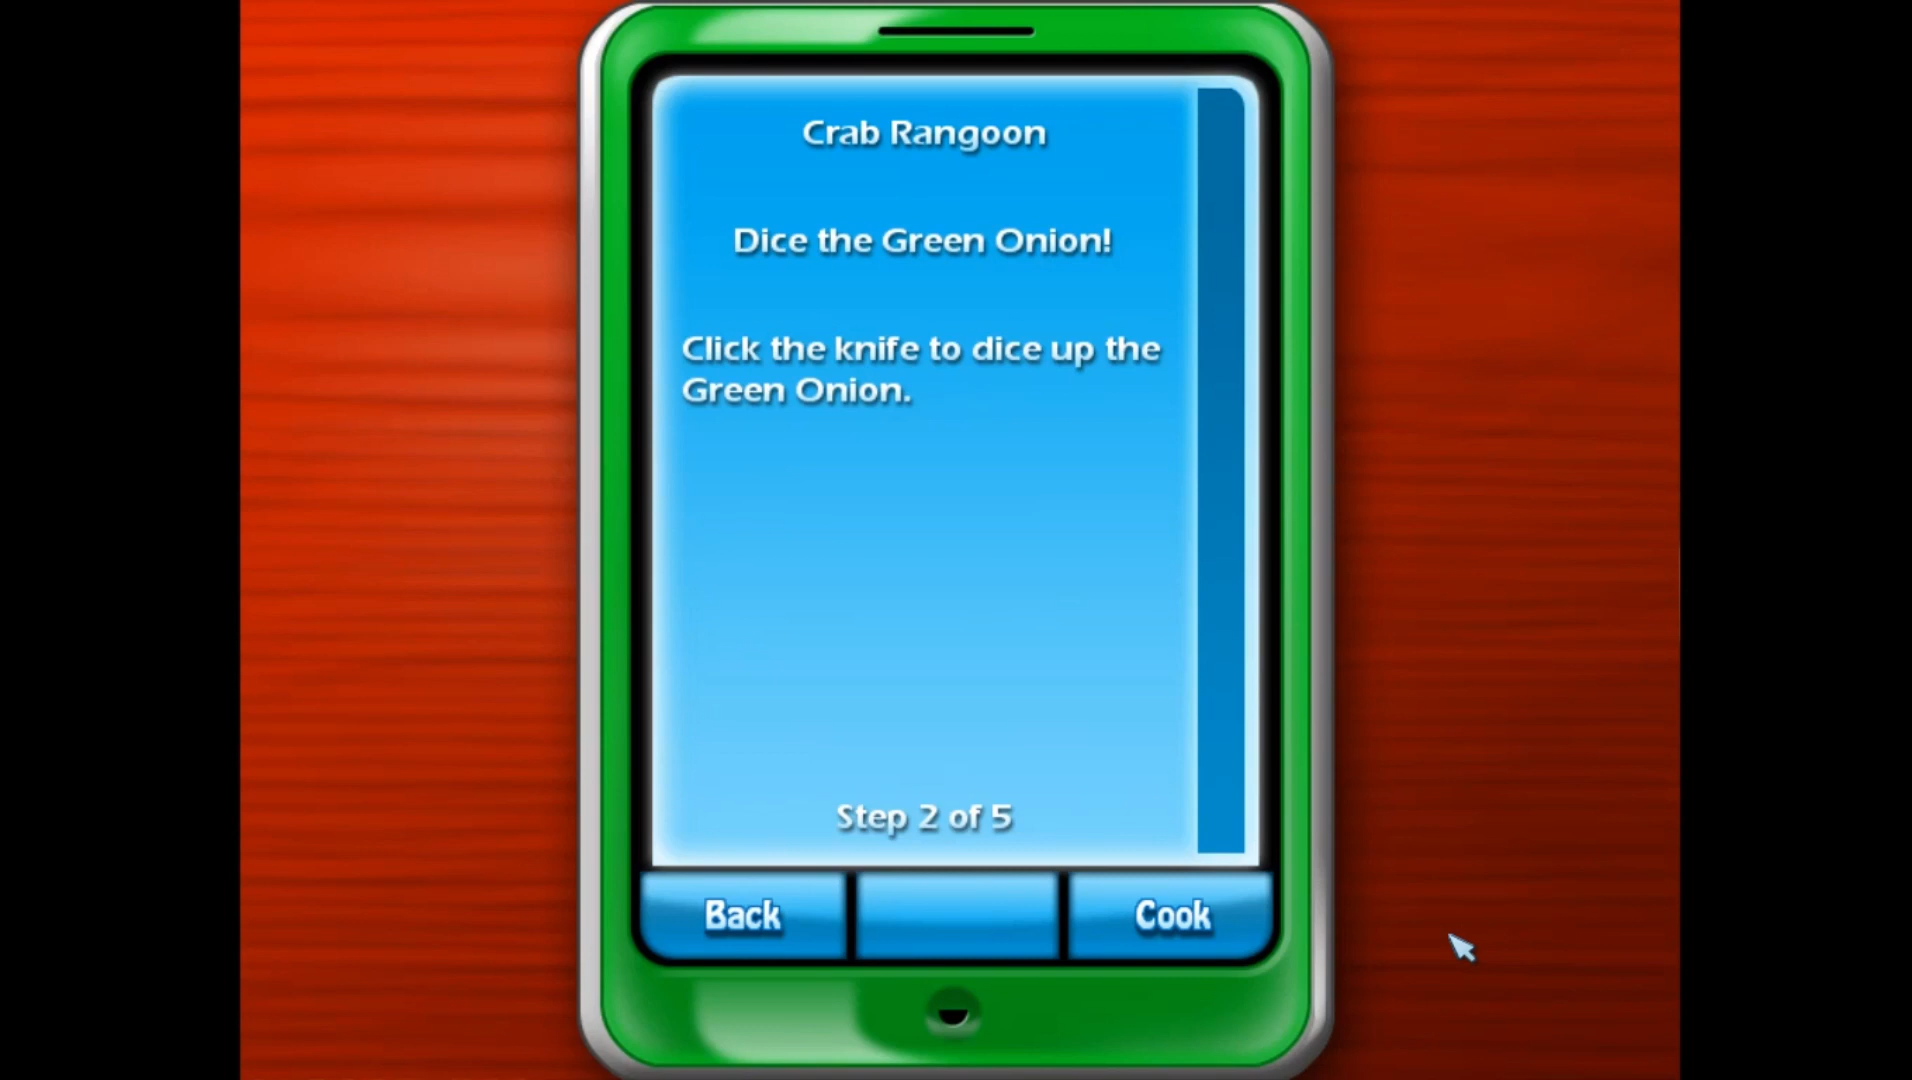 Crab Rangoon
Dice the Green Onion!
Click the knife to dice up the
Green Onion.
Step 2 of 5
Back
Cook